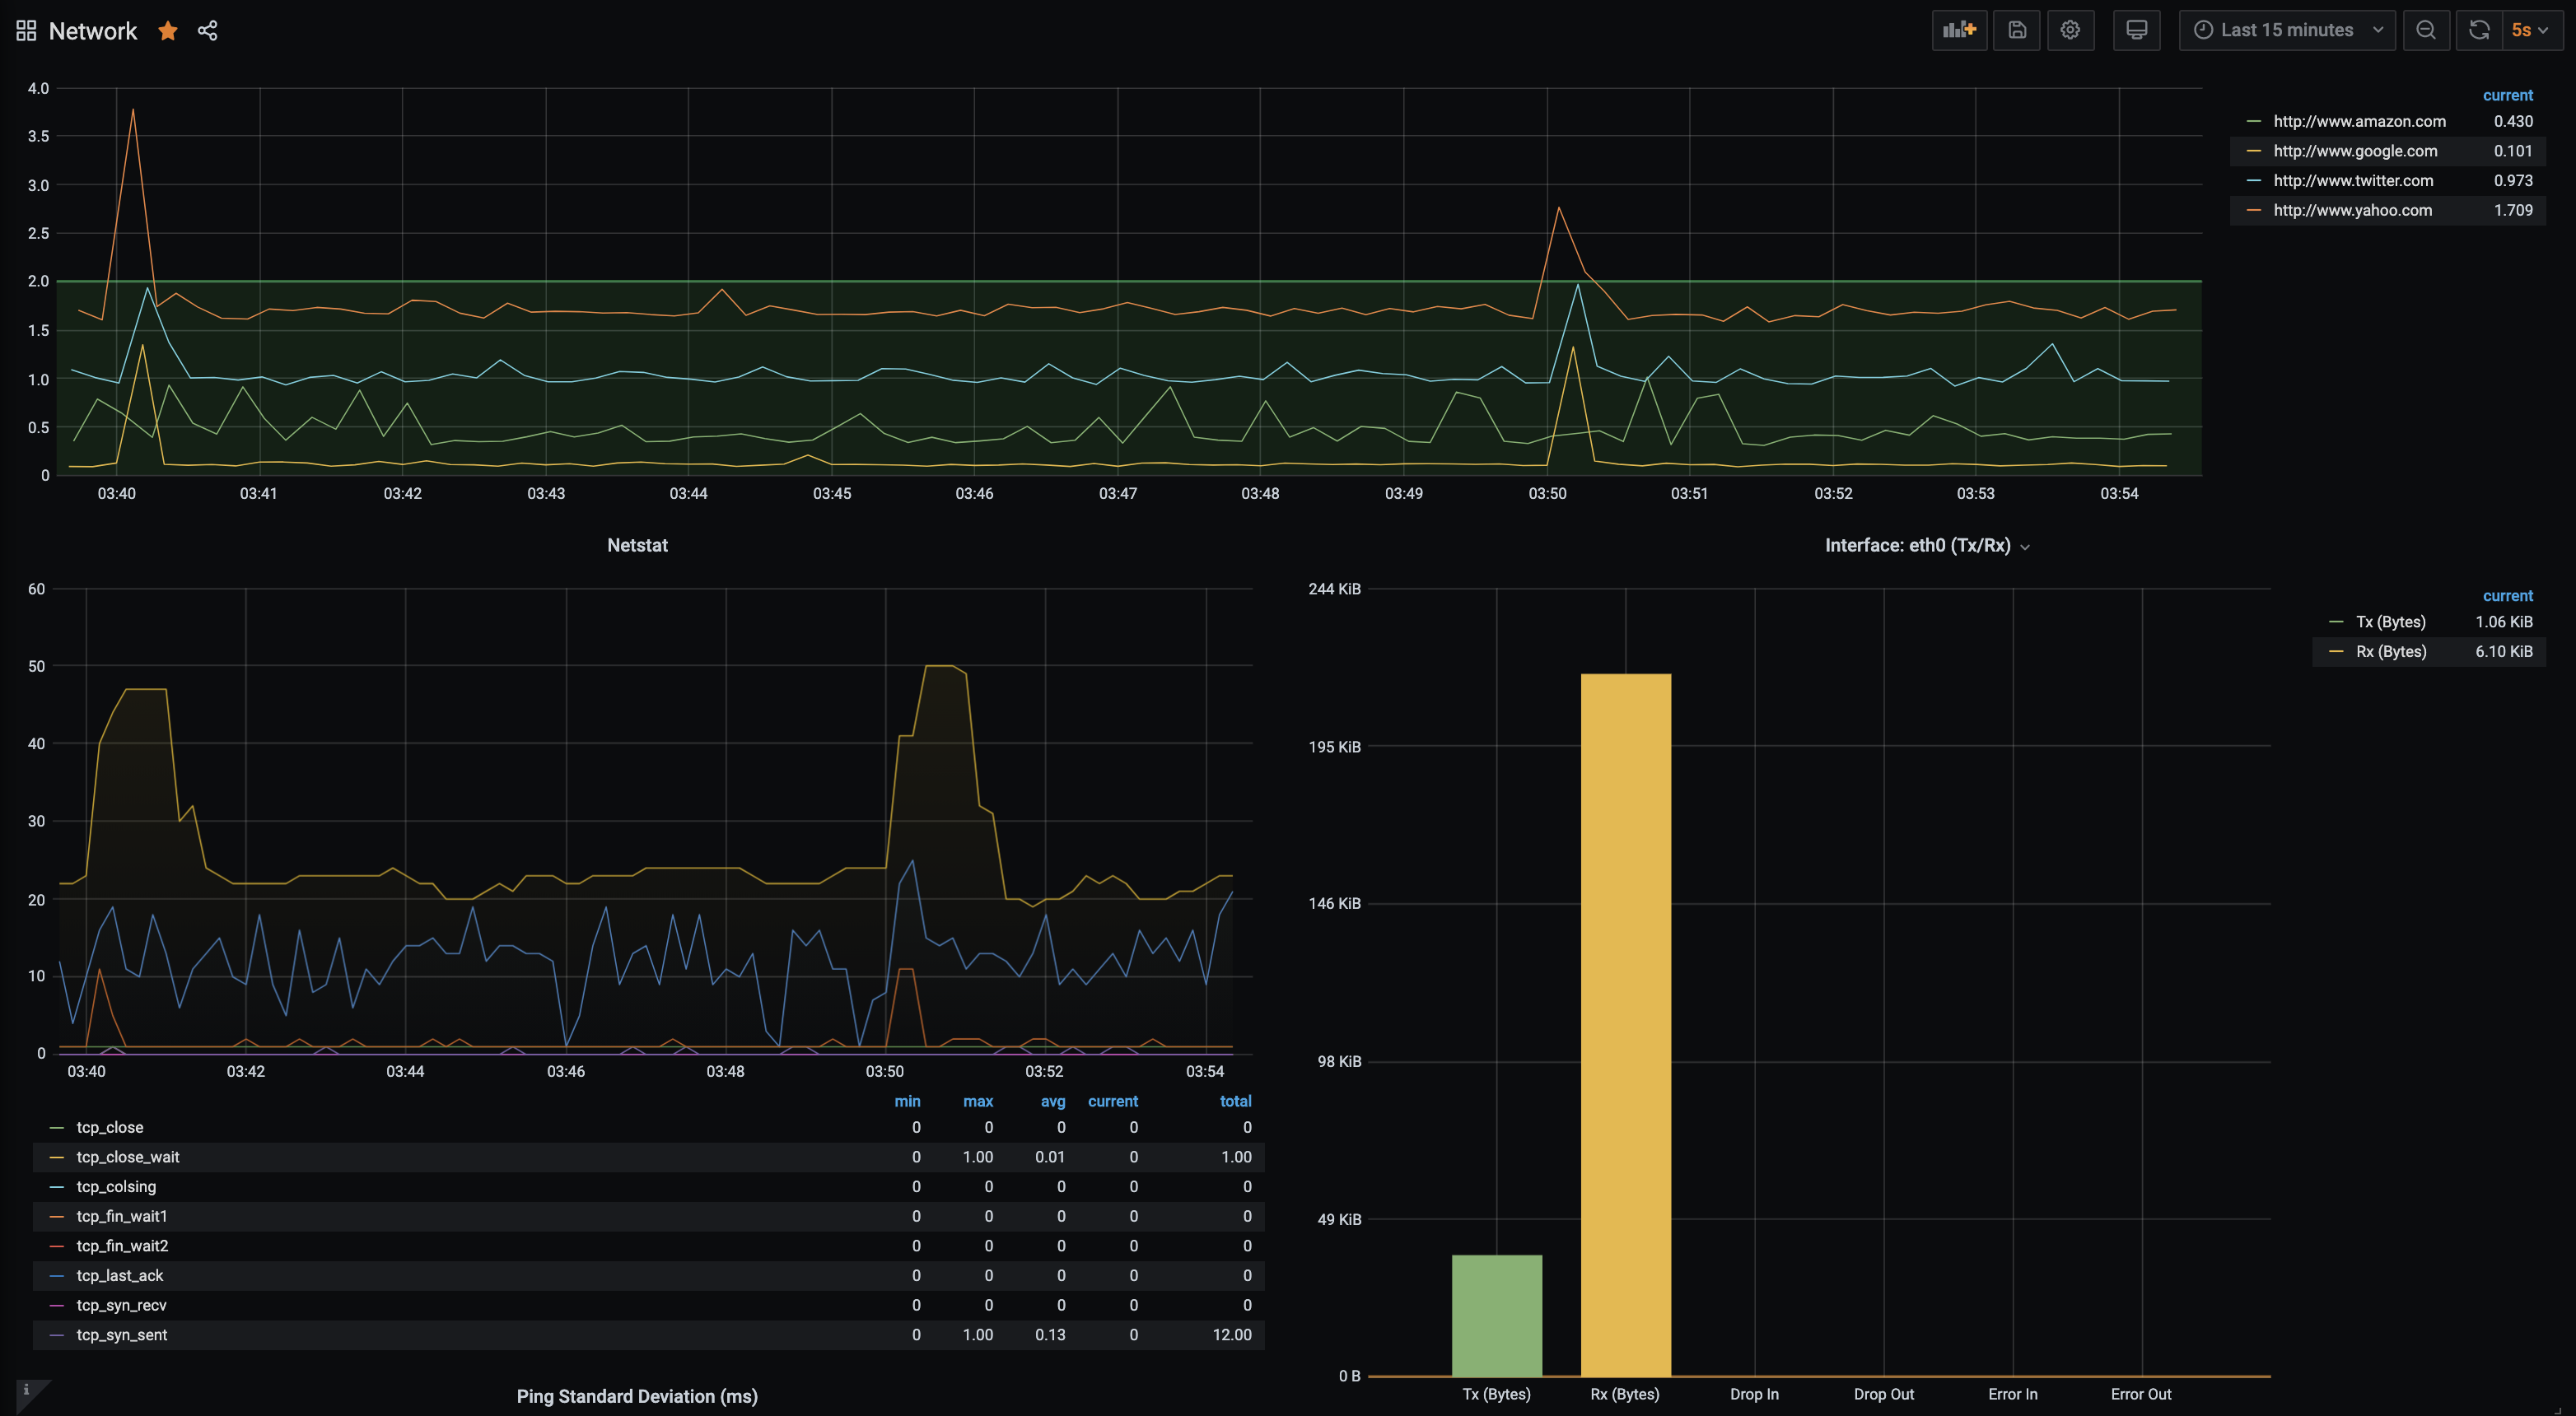 Network
Last 15 minutes
5s
4.0
3.5
3.0
2.5
2.0
1.5
1.0
0.5
0
03:40 03:41 03:42 03:43 03:44 03:45 03:46 03:47 03:48 03:49 03:50 03:51 03:52 03:53 03:54
current
http://www.amazon.com 0.430
http://www.google.com 0.101
http://www.twitter.com 0.973
http://www.yahoo.com 1.709
Netstat
60
50
40
30
20
10
0
03:40 03:42 03:44 03:46 03:48 03:50 03:52 03:54
min max avg current total
tcp_close 0 0 0 0 0
tcp_close_wait 0 1.00 0.01 0 1.00
tcp_colsing 0 0 0 0 0
tcp_fin_wait1 0 0 0 0 0
tcp_fin_wait2 0 0 0 0 0
tcp_last_ack 0 0 0 0 0
tcp_syn_recv 0 0 0 0 0
tcp_syn_sent 0 1.00 0.13 0 12.00
Interface: eth0 (Tx/Rx)
244 KiB
195 KiB
146 KiB
98 KiB
49 KiB
0 B
Tx (Bytes) Rx (Bytes) Drop In Drop Out Error In Error Out
current
Tx (Bytes) 1.06 KiB
Rx (Bytes) 6.10 KiB
i
Ping Standard Deviation (ms)